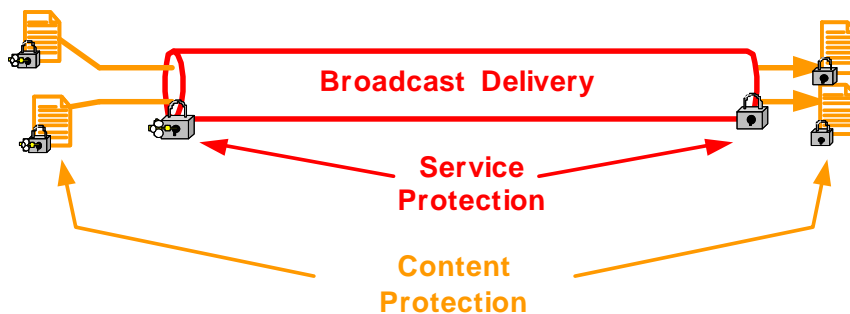 Broadcast Delivery
Service
Protection
Content
Protection